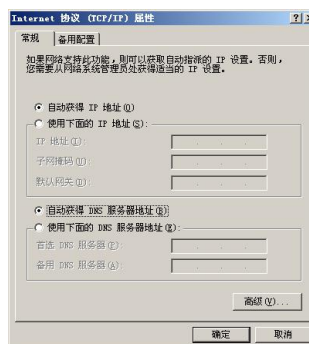 Internet 协议 (TCP/IP) 属性
常规 备用配置
如果网络支持此功能，则可以获取自动指派的 IP 设置。否则，
您需要从网络系统管理员处获得适当的 IP 设置。
自动获得 IP 地址(O)
使用下面的 IP 地址(S):
IP 地址(I):
子网掩码(U):
默认网关(D):
自动获得 DNS 服务器地址(B)
使用下面的 DNS 服务器地址(E):
首选 DNS 服务器(P):
备用 DNS 服务器(A):
高级(V)...
确定 取消